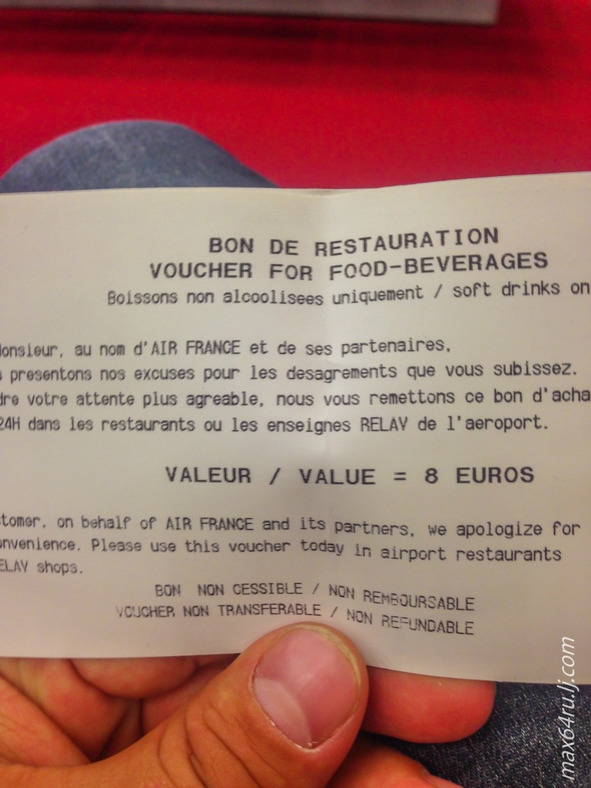 BON DE RESTAURATION
VOUCHER FOR FOOD-BEVERAGES
Boissons non alcoolisees uniquement / soft drinks on
onsieur, au nom d'AIR FRANCE et de ses partenaires,
s presentons nos excuses pour les desagrements que vous subissez.
dre votre attente plus agreable, nous vous remettons ce bon d'acha
24H dans les restaurants ou les enseignes RELAY de l'aeroport.
VALEUR / VALUE = 8 EUROS
tomer, on behalf of AIR FRANCE and its partners, we apologize for
nvenience. Please use this voucher today in airport restaurants
ELAY shops.
BON NON CESSIBLE / NON REMBOURSABLE
VOUCHER NON TRANSFERABLE / NON REFUNDABLE
max64ru.lj.com